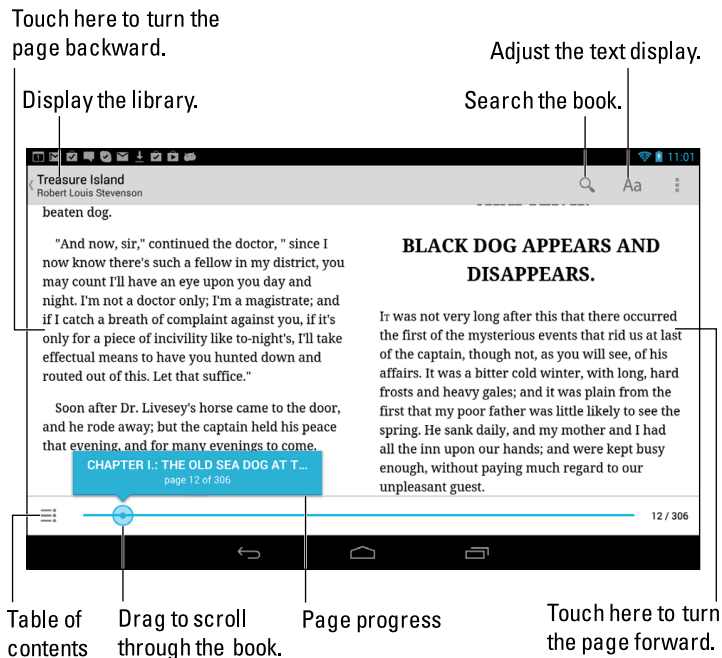 Touch here to turn the
page backward.
Adjust the text display.
Display the library.
Search the book.
11:01
Treasure Island
Robert Louis Stevenson
Aa
beaten dog.
"And now, sir," continued the doctor, " since I
now know there's such a fellow in my district, you
may count I'll have an eye upon you day and
night. I'm not a doctor only; I'm a magistrate; and
if I catch a breath of complaint against you, if it's
only for a piece of incivility like to-night's, I'll take
effectual means to have you hunted down and
routed out of this. Let that suffice."
Soon after Dr. Livesey's horse came to the door,
and he rode away; but the captain held his peace
that evening, and for many evenings to come.
BLACK DOG APPEARS AND
DISAPPEARS.
IT was not very long after this that there occurred
the first of the mysterious events that rid us at last
of the captain, though not, as you will see, of his
affairs. It was a bitter cold winter, with long, hard
frosts and heavy gales; and it was plain from the
first that my poor father was little likely to see the
spring. He sank daily, and my mother and I had
all the inn upon our hands; and were kept busy
enough, without paying much regard to our
unpleasant guest.
CHAPTER I.: THE OLD SEA DOG AT T...
page 12 of 306
12 / 306
Table of
contents
Drag to scroll
through the book.
Page progress
Touch here to turn
the page forward.